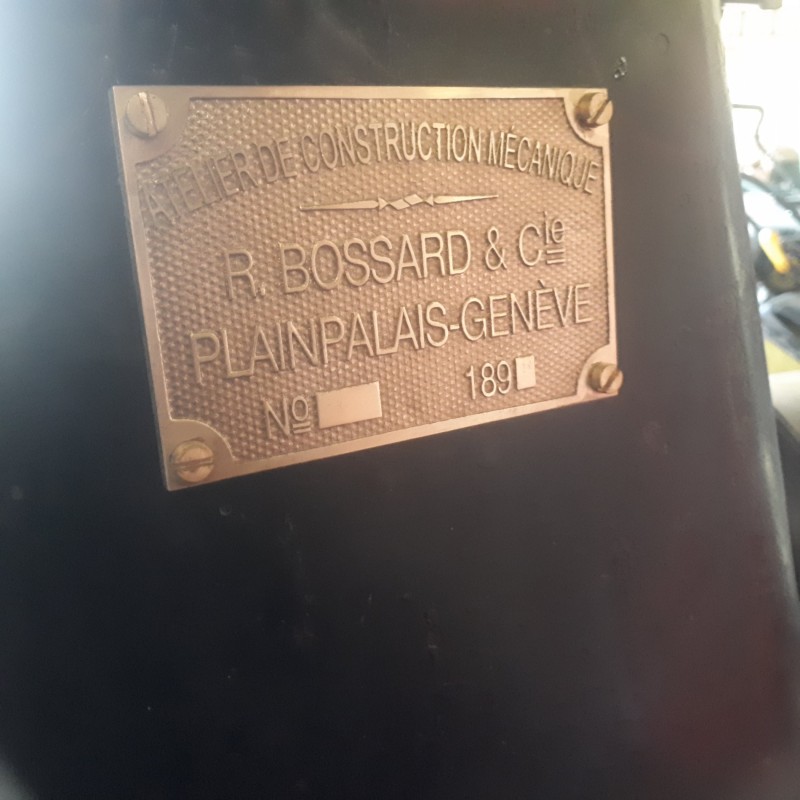 ATELIER DE CONSTRUCTION MÉCANIQUE
R. BOSSARD & Cie
PLAINPALAIS-GENÈVE
No 189